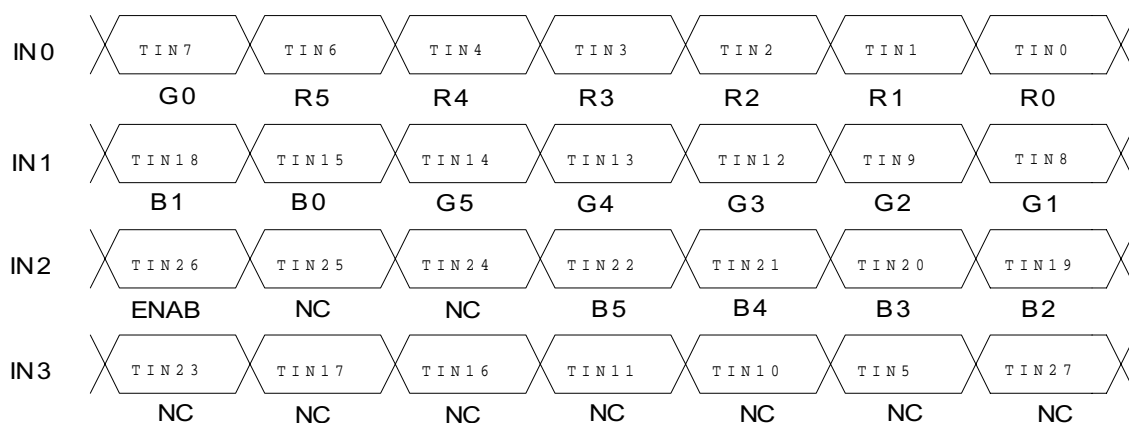 IN0 TIN7 TIN6 TIN4 TIN3 TIN2 TIN1 TIN0
G0 R5 R4 R3 R2 R1 R0
IN1 TIN18 TIN15 TIN14 TIN13 TIN12 TIN9 TIN8
B1 B0 G5 G4 G3 G2 G1
IN2 TIN26 TIN25 TIN24 TIN22 TIN21 TIN20 TIN19
ENAB NC NC B5 B4 B3 B2
IN3 TIN23 TIN17 TIN16 TIN11 TIN10 TIN5 TIN27
NC NC NC NC NC NC NC